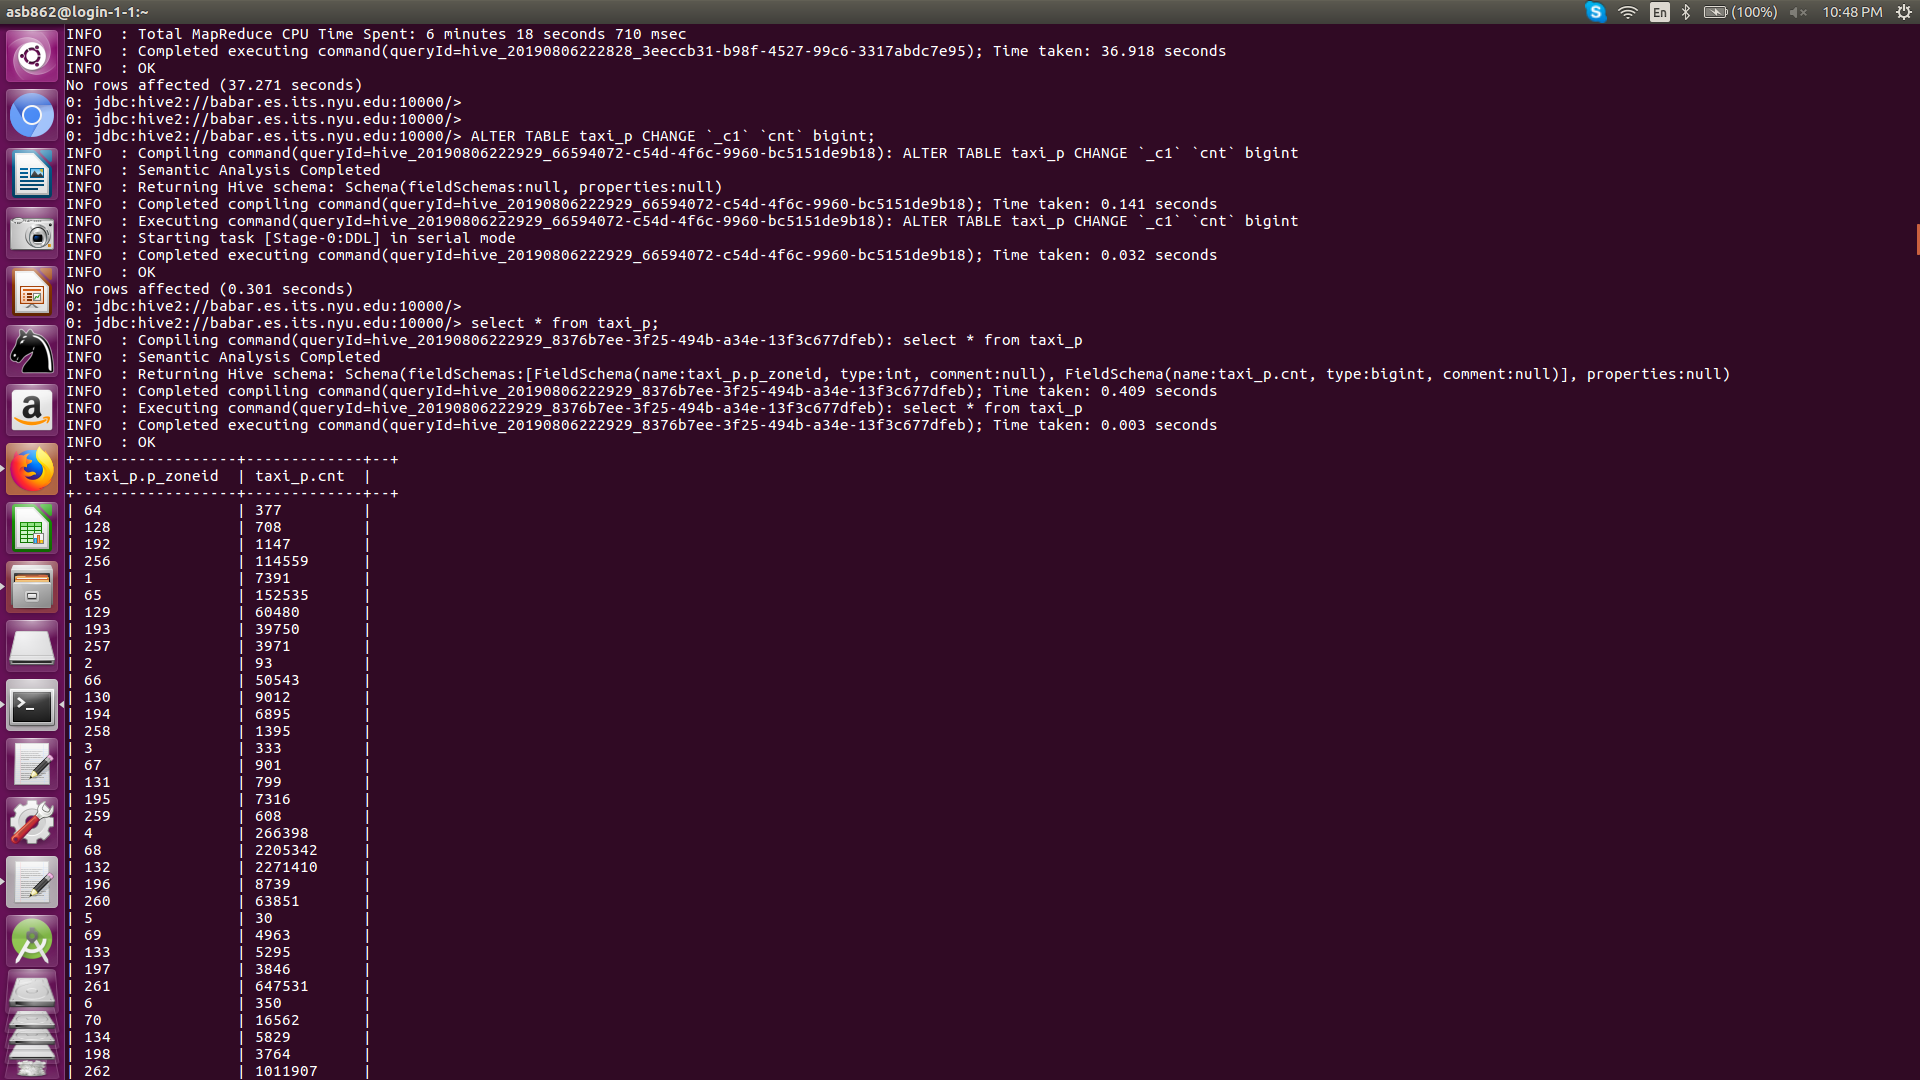 asb862@login-1-1:~
En
(100%)
10:48 PM
INFO  : Total MapReduce CPU Time Spent: 6 minutes 18 seconds 710 msec
INFO  : Completed executing command(queryId=hive_20190806222828_3eeccb31-b98f-4527-99c6-3317abdc7e95); Time taken: 36.918 seconds
INFO  : OK
No rows affected (37.271 seconds)
0: jdbc:hive2://babar.es.its.nyu.edu:10000/>
0: jdbc:hive2://babar.es.its.nyu.edu:10000/>
0: jdbc:hive2://babar.es.its.nyu.edu:10000/> ALTER TABLE taxi_p CHANGE `_c1` `cnt` bigint;
INFO  : Compiling command(queryId=hive_20190806222929_66594072-c54d-4f6c-9960-bc5151de9b18): ALTER TABLE taxi_p CHANGE `_c1` `cnt` bigint
INFO  : Semantic Analysis Completed
INFO  : Returning Hive schema: Schema(fieldSchemas:null, properties:null)
INFO  : Completed compiling command(queryId=hive_20190806222929_66594072-c54d-4f6c-9960-bc5151de9b18); Time taken: 0.141 seconds
INFO  : Executing command(queryId=hive_20190806222929_66594072-c54d-4f6c-9960-bc5151de9b18): ALTER TABLE taxi_p CHANGE `_c1` `cnt` bigint
INFO  : Starting task [Stage-0:DDL] in serial mode
INFO  : Completed executing command(queryId=hive_20190806222929_66594072-c54d-4f6c-9960-bc5151de9b18); Time taken: 0.032 seconds
INFO  : OK
No rows affected (0.301 seconds)
0: jdbc:hive2://babar.es.its.nyu.edu:10000/>
0: jdbc:hive2://babar.es.its.nyu.edu:10000/> select * from taxi_p;
INFO  : Compiling command(queryId=hive_20190806222929_8376b7ee-3f25-494b-a34e-13f3c677dfeb): select * from taxi_p
INFO  : Semantic Analysis Completed
INFO  : Returning Hive schema: Schema(fieldSchemas:[FieldSchema(name:taxi_p.p_zoneid, type:int, comment:null), FieldSchema(name:taxi_p.cnt, type:bigint, comment:null)], properties:null)
INFO  : Completed compiling command(queryId=hive_20190806222929_8376b7ee-3f25-494b-a34e-13f3c677dfeb); Time taken: 0.409 seconds
INFO  : Executing command(queryId=hive_20190806222929_8376b7ee-3f25-494b-a34e-13f3c677dfeb): select * from taxi_p
INFO  : Completed executing command(queryId=hive_20190806222929_8376b7ee-3f25-494b-a34e-13f3c677dfeb); Time taken: 0.003 seconds
INFO  : OK
+------------------+-------------+--+
| taxi_p.p_zoneid  | taxi_p.cnt  |
+------------------+-------------+--+
| 64               | 377         |
| 128              | 708         |
| 192              | 1147        |
| 256              | 114559      |
| 1                | 7391        |
| 65               | 152535      |
| 129              | 60480       |
| 193              | 39750       |
| 257              | 3971        |
| 2                | 93          |
| 66               | 50543       |
| 130              | 9012        |
| 194              | 6895        |
| 258              | 1395        |
| 3                | 333         |
| 67               | 901         |
| 131              | 799         |
| 195              | 7316        |
| 259              | 608         |
| 4                | 266398      |
| 68               | 2205342     |
| 132              | 2271410     |
| 196              | 8739        |
| 260              | 63851       |
| 5                | 30          |
| 69               | 4963        |
| 133              | 5295        |
| 197              | 3846        |
| 261              | 647531      |
| 6                | 350         |
| 70               | 16562       |
| 134              | 5829        |
| 198              | 3764        |
| 262              | 1011907     |